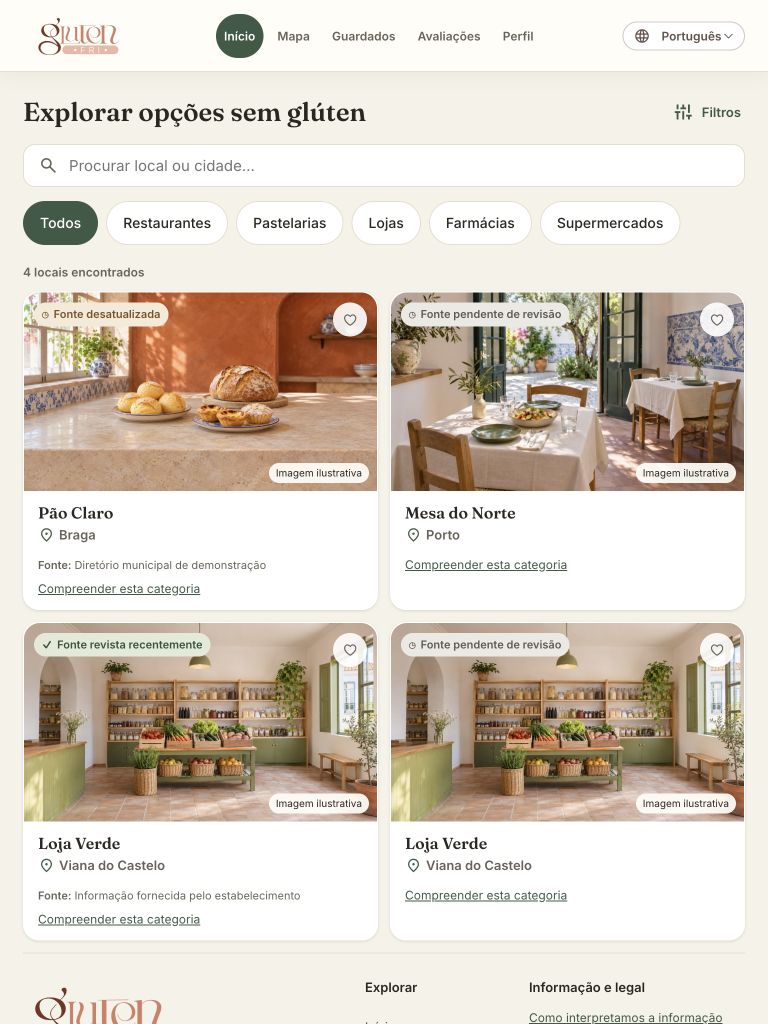 gluten
• FRI •
Início
Mapa
Guardados
Avaliações
Perfil
Português
Explorar opções sem glúten
Filtros
Procurar local ou cidade...
Todos
Restaurantes
Pastelarias
Lojas
Farmácias
Supermercados
4 locais encontrados
Fonte desatualizada
Imagem ilustrativa
Pão Claro
Braga
Fonte: Diretório municipal de demonstração
Compreender esta categoria
Fonte pendente de revisão
Imagem ilustrativa
Mesa do Norte
Porto
Compreender esta categoria
Fonte revista recentemente
Imagem ilustrativa
Loja Verde
Viana do Castelo
Fonte: Informação fornecida pelo estabelecimento
Compreender esta categoria
Fonte pendente de revisão
Imagem ilustrativa
Loja Verde
Viana do Castelo
Compreender esta categoria
gluten
Explorar
Informação e legal
Como interpretamos a informação